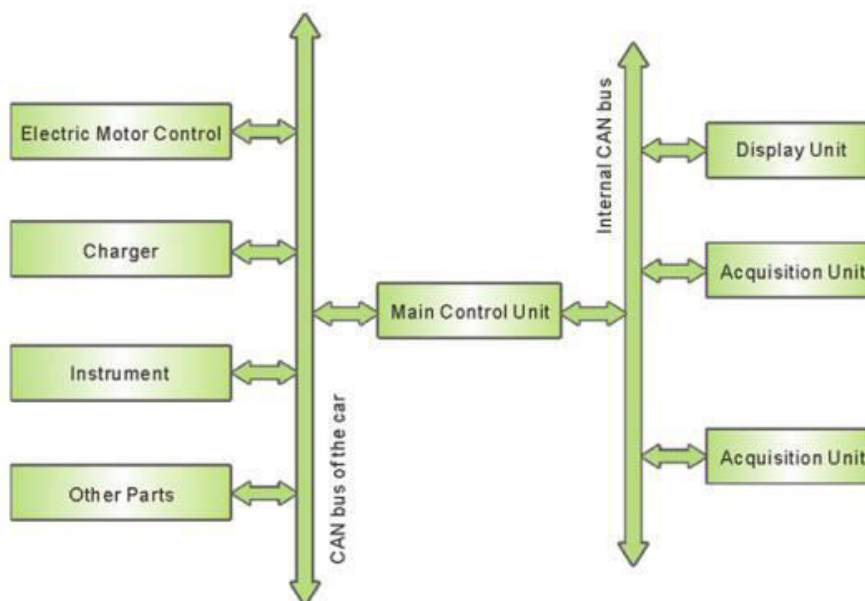 Electric Motor Control
Charger
Instrument
Other Parts
CAN bus of the car
Main Control Unit
Internal CAN bus
Display Unit
Acquisition Unit
Acquisition Unit